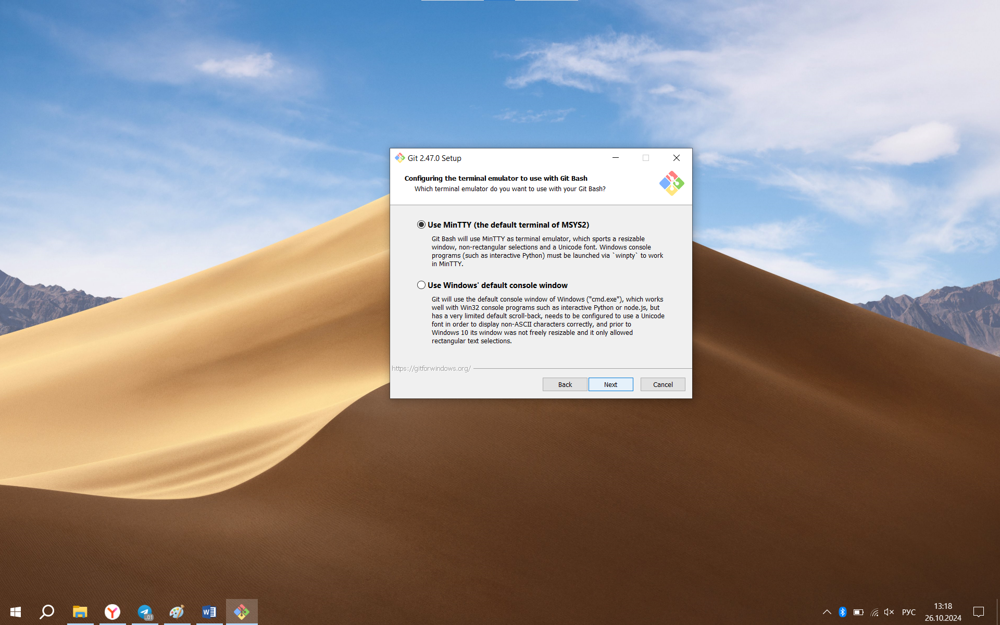 Git 2.47.0 Setup
Configuring the terminal emulator to use with Git Bash
Which terminal emulator do you want to use with your Git Bash?
Use MinTTY (the default terminal of MSYS2)
Git Bash will use MinTTY as terminal emulator, which sports a resizable
window, non-rectangular selections and a Unicode font. Windows console
programs (such as interactive Python) must be launched via `winpty` to work
in MinTTY.
Use Windows' default console window
Git will use the default console window of Windows ("cmd.exe"), which works
well with Win32 console programs such as interactive Python or node.js, but
has a very limited default scroll-back, needs to be configured to use a Unicode
font in order to display non-ASCII characters correctly, and prior to
Windows 10 its window was not freely resizable and it only allowed
rectangular text selections.
https://gitforwindows.org/
Back Next Cancel
..01
W
РУС
13:18
26.10.2024